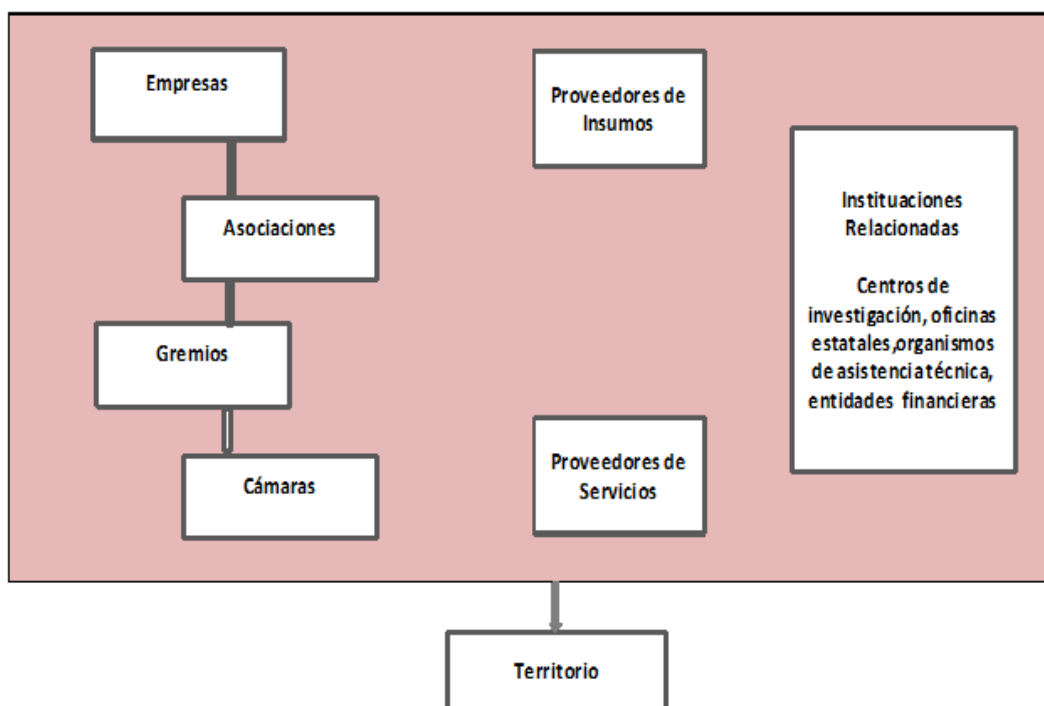 Empresas
Asociaciones
Gremios
Cámaras
Proveedores de
Insumos
Proveedores de
Servicios
Instituaciones
Relacionadas
Centros de
investigación, oficinas
estatales,organismos
de asistencia técnica,
entidades financieras
Territorio